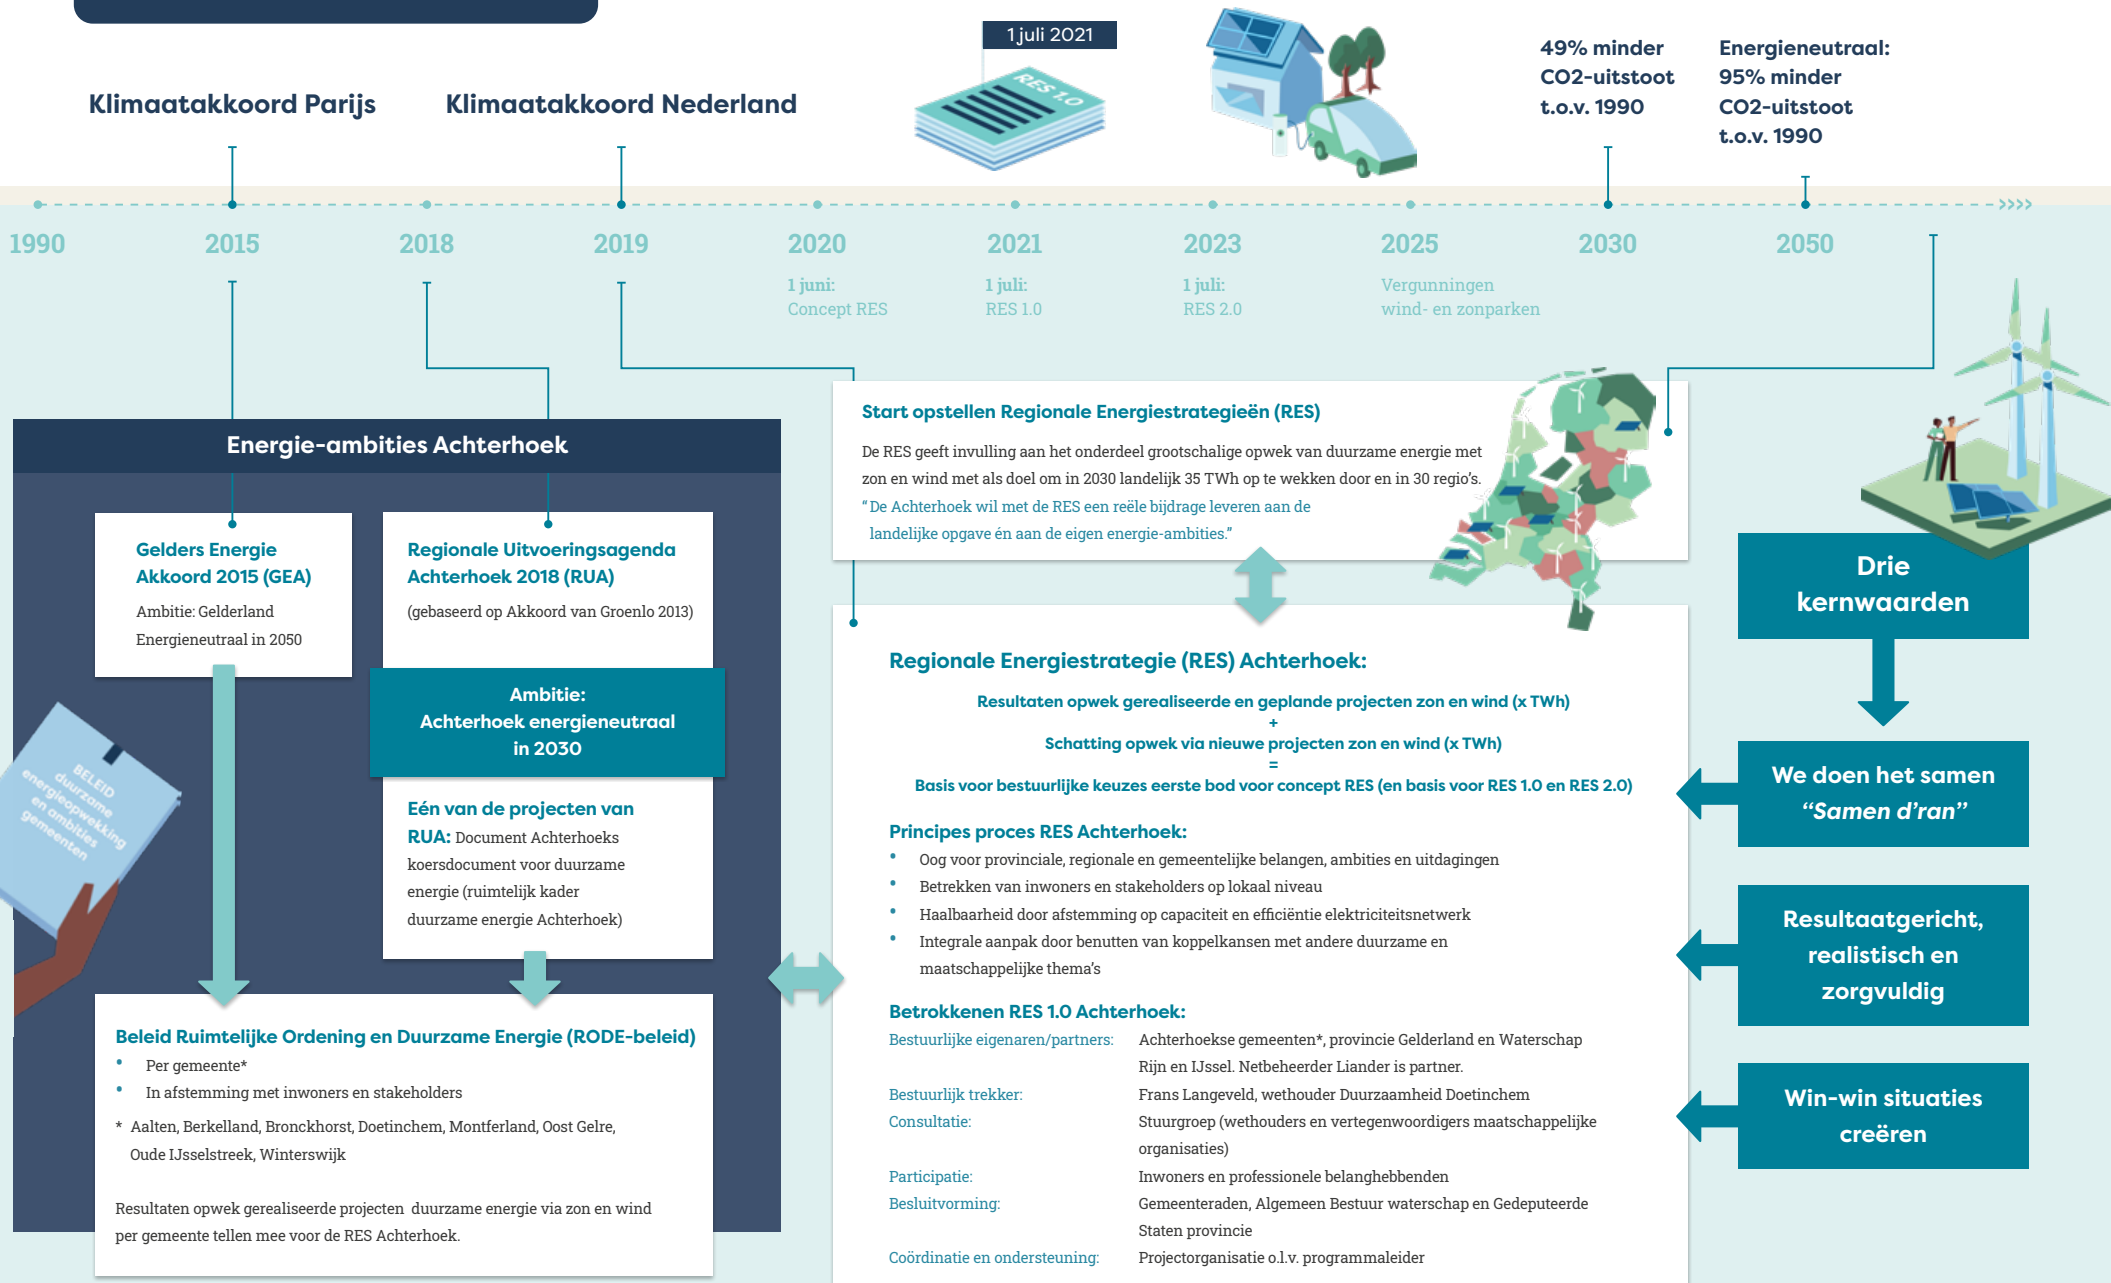 1 juli 2021
RES 1.0
Klimaatakkoord Parijs
Klimaatakkoord Nederland
49% minder
CO2-uitstoot
t.o.v. 1990
Energieneutraal:
95% minder
CO2-uitstoot
t.o.v. 1990
1990
2015
2018
2019
2020
1 juni:
Concept RES
2021
1 juli:
RES 1.0
2023
1 juli:
RES 2.0
2025
Vergunningen
wind- en zonparken
2030
2050
Energie-ambities Achterhoek
Gelders Energie
Akkoord 2015 (GEA)
Ambitie: Gelderland
Energieneutraal in 2050
Regionale Uitvoeringsagenda
Achterhoek 2018 (RUA)
(gebaseerd op Akkoord van Groenlo 2013)
Ambitie:
Achterhoek energieneutraal
in 2030
Eén van de projecten van
RUA: Document Achterhoeks
koersdocument voor duurzame
energie (ruimtelijk kader
duurzame energie Achterhoek)
BELEID
duurzame
energieopwekking
en ambities
gemeenten
Beleid Ruimtelijke Ordening en Duurzame Energie (RODE-beleid)
• Per gemeente*
• In afstemming met inwoners en stakeholders
* Aalten, Berkelland, Bronckhorst, Doetinchem, Montferland, Oost Gelre,
Oude IJsselstreek, Winterswijk
Resultaten opwek gerealiseerde projecten duurzame energie via zon en wind
per gemeente tellen mee voor de RES Achterhoek.
Start opstellen Regionale Energiestrategieën (RES)
De RES geeft invulling aan het onderdeel grootschalige opwek van duurzame energie met
zon en wind met als doel om in 2030 landelijk 35 TWh op te wekken door en in 30 regio's.
“De Achterhoek wil met de RES een reële bijdrage leveren aan de
landelijke opgave én aan de eigen energie-ambities.”
Regionale Energiestrategie (RES) Achterhoek:
Resultaten opwek gerealiseerde en geplande projecten zon en wind (x TWh)
+
Schatting opwek via nieuwe projecten zon en wind (x TWh)
=
Basis voor bestuurlijke keuzes eerste bod voor concept RES (en basis voor RES 1.0 en RES 2.0)
Principes proces RES Achterhoek:
• Oog voor provinciale, regionale en gemeentelijke belangen, ambities en uitdagingen
• Betrekken van inwoners en stakeholders op lokaal niveau
• Haalbaarheid door afstemming op capaciteit en efficiëntie elektriciteitsnetwerk
• Integrale aanpak door benutten van koppelkansen met andere duurzame en
maatschappelijke thema's
Betrokkenen RES 1.0 Achterhoek:
Bestuurlijke eigenaren/partners: Achterhoekse gemeenten*, provincie Gelderland en Waterschap
Rijn en IJssel. Netbeheerder Liander is partner.
Bestuurlijk trekker: Frans Langeveld, wethouder Duurzaamheid Doetinchem
Consultatie: Stuurgroep (wethouders en vertegenwoordigers maatschappelijke
organisaties)
Participatie: Inwoners en professionele belanghebbenden
Besluitvorming: Gemeenteraden, Algemeen Bestuur waterschap en Gedeputeerde
Staten provincie
Coördinatie en ondersteuning: Projectorganisatie o.l.v. programmaleider
Drie
kernwaarden
We doen het samen
“Samen d’ran”
Resultaatgericht,
realistisch en
zorgvuldig
Win-win situaties
creëren